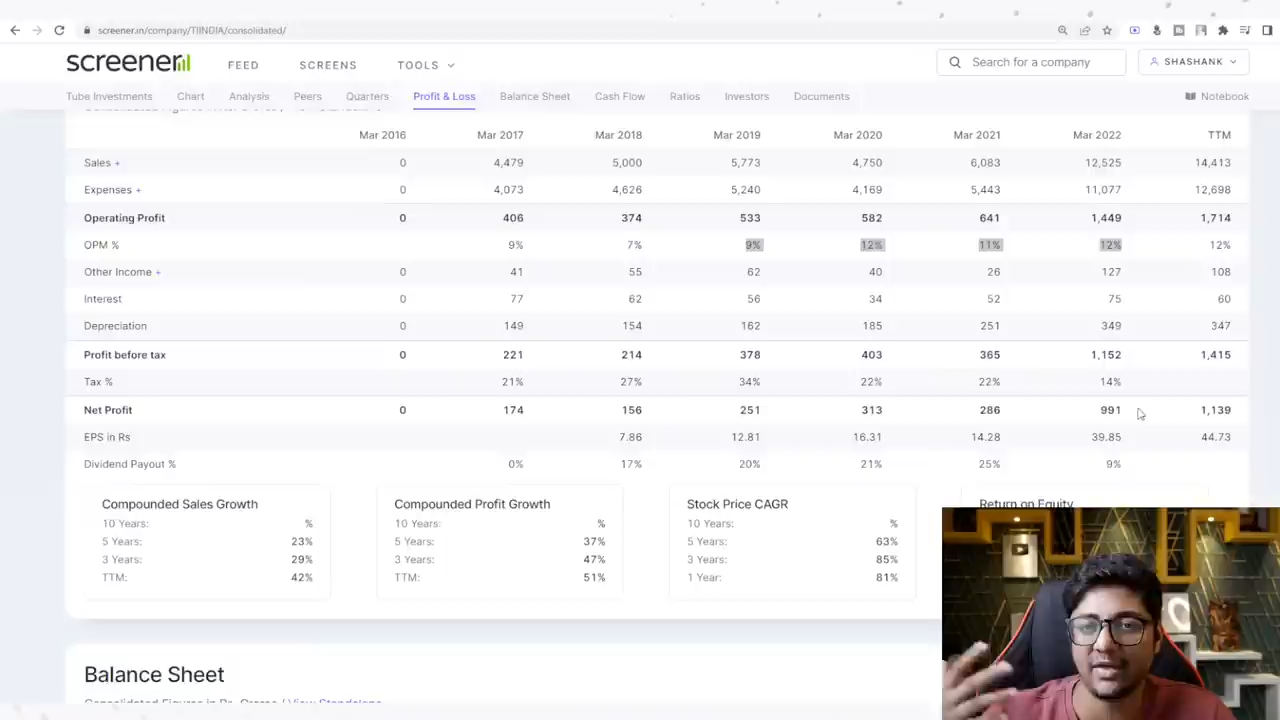 screener.in/company/TIINDIA/consolidated/
screener FEED SCREENS TOOLS Search for a company SHASHANK
Tube Investments Chart Analysis Peers Quarters Profit & Loss Balance Sheet Cash Flow Ratios Investors Documents Notebook
Mar 2016 Mar 2017 Mar 2018 Mar 2019 Mar 2020 Mar 2021 Mar 2022 TTM
Sales + 0 4,479 5,000 5,773 4,750 6,083 12,525 14,413
Expenses + 0 4,073 4,626 5,240 4,169 5,443 11,077 12,698
Operating Profit 0 406 374 533 582 641 1,449 1,714
OPM % 9% 7% 9% 12% 11% 12% 12%
Other Income + 0 41 55 62 40 26 127 108
Interest 0 77 62 56 34 52 75 60
Depreciation 0 149 154 162 185 251 349 347
Profit before tax 0 221 214 378 403 365 1,152 1,415
Tax % 21% 27% 34% 22% 22% 14%
Net Profit 0 174 156 251 313 286 991 1,139
EPS in Rs 7.86 12.81 16.31 14.28 39.85 44.73
Dividend Payout % 0% 17% 20% 21% 25% 9%
Compounded Sales Growth
10 Years: %
5 Years: 23%
3 Years: 29%
TTM: 42%
Compounded Profit Growth
10 Years: %
5 Years: 37%
3 Years: 47%
TTM: 51%
Stock Price CAGR
10 Years: %
5 Years: 63%
3 Years: 85%
1 Year: 81%
Return on Equity
Balance Sheet
Consolidated Figures in Rs. Crores / View Standalone